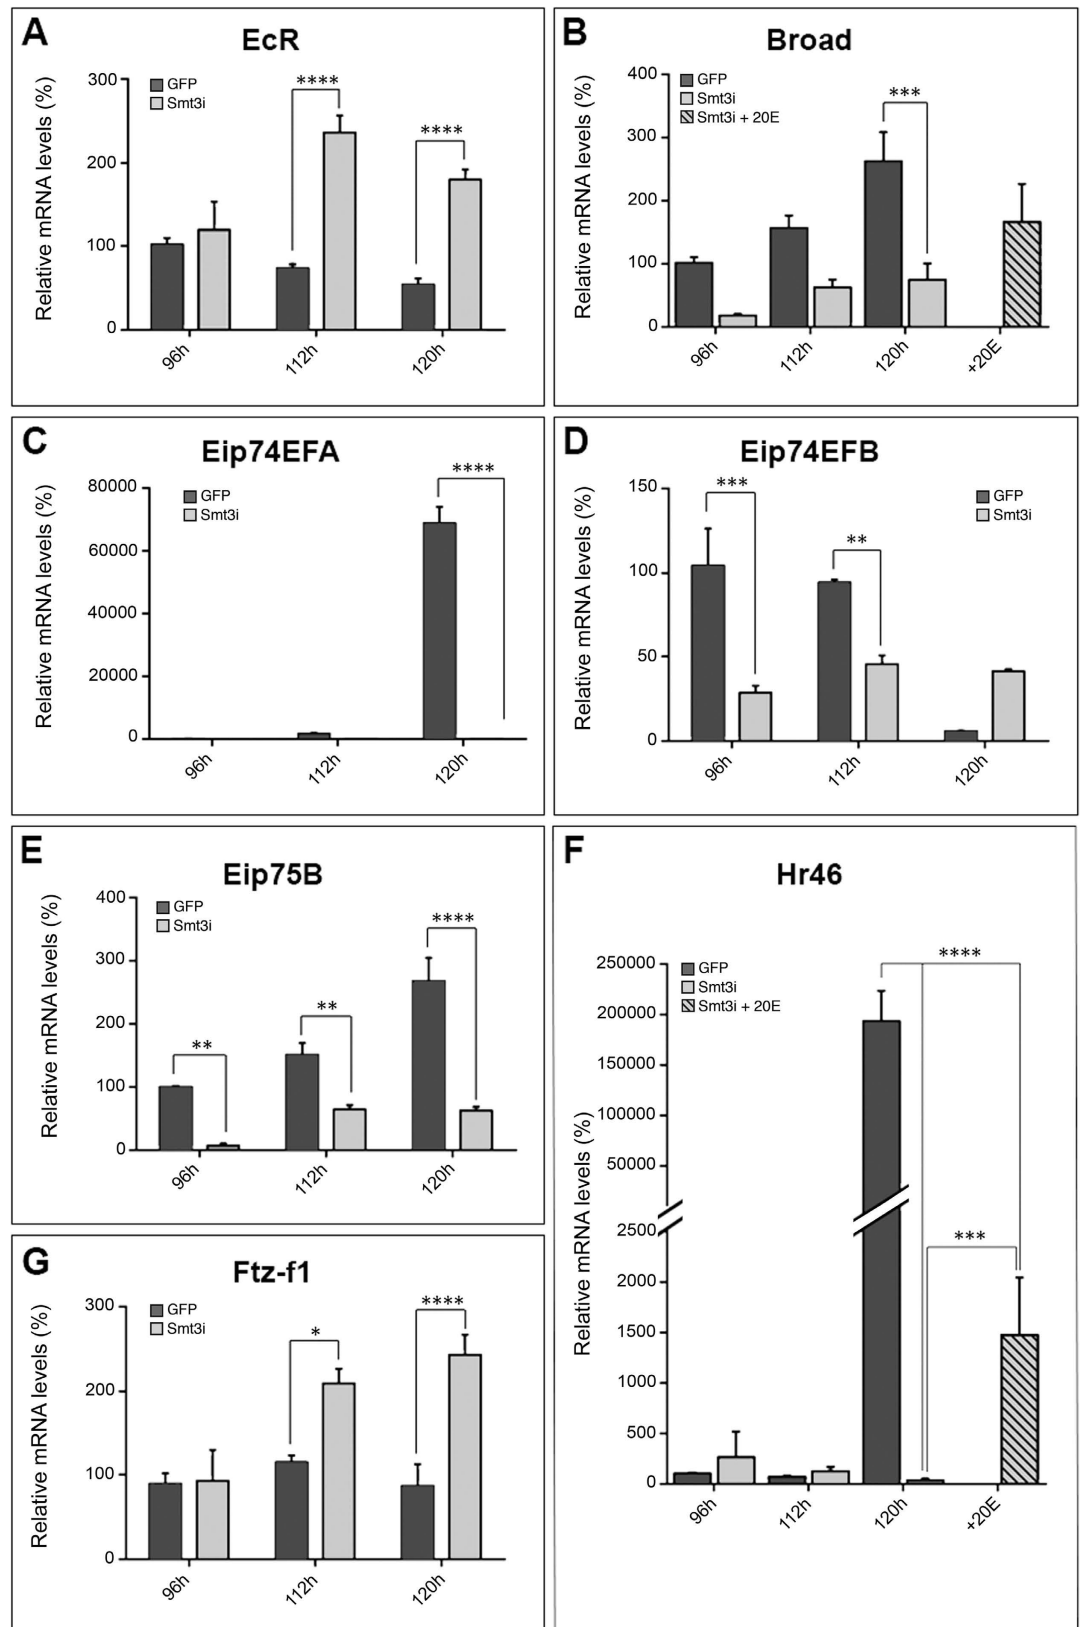 A
EcR
Relative mRNA levels (%)
GFP
Smt3i
300
200
100
0
****
****
96h
112h
120h
B
Broad
Relative mRNA levels (%)
GFP
Smt3i
Smt3i + 20E
400
300
200
100
0
***
96h
112h
120h
+20E
C
Eip74EFA
Relative mRNA levels (%)
GFP
Smt3i
80000
60000
40000
20000
0
****
96h
112h
120h
D
Eip74EFB
Relative mRNA levels (%)
GFP
Smt3i
150
100
50
0
***
**
96h
112h
120h
E
Eip75B
Relative mRNA levels (%)
GFP
Smt3i
400
300
200
100
0
**
**
****
96h
112h
120h
F
Hr46
Relative mRNA levels (%)
GFP
Smt3i
Smt3i + 20E
250000
200000
150000
100000
50000
2500
2000
1500
1000
500
0
****
***
96h
112h
120h
+20E
G
Ftz-f1
Relative mRNA levels (%)
GFP
Smt3i
300
200
100
0
*
****
96h
112h
120h